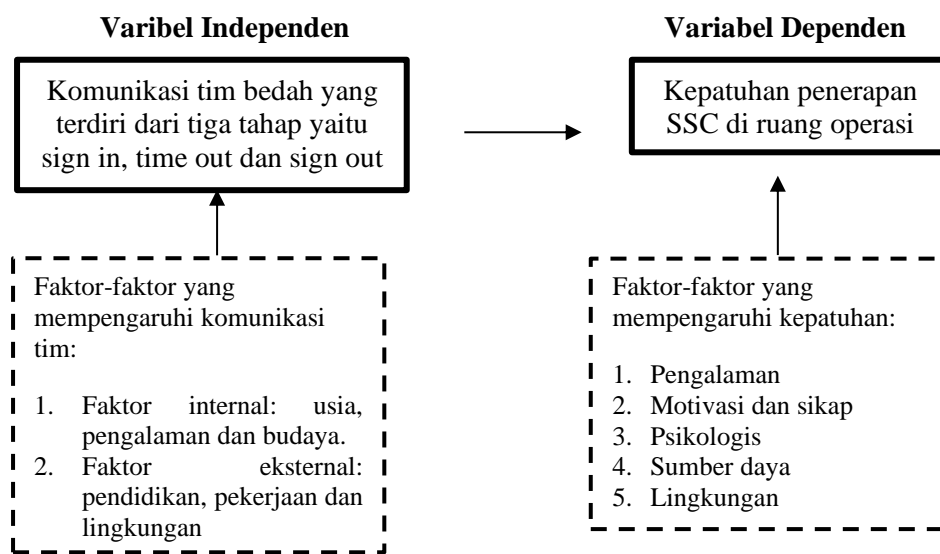 Varibel Independen
Komunikasi tim bedah yang
terdiri dari tiga tahap yaitu
sign in, time out dan sign out
Variabel Dependen
Kepatuhan penerapan
SSC di ruang operasi
Faktor-faktor yang
mempengaruhi komunikasi
tim:
1. Faktor internal: usia,
pengalaman dan budaya.
2. Faktor eksternal:
pendidikan, pekerjaan dan
lingkungan
Faktor-faktor yang
mempengaruhi kepatuhan:
1. Pengalaman
2. Motivasi dan sikap
3. Psikologis
4. Sumber daya
5. Lingkungan